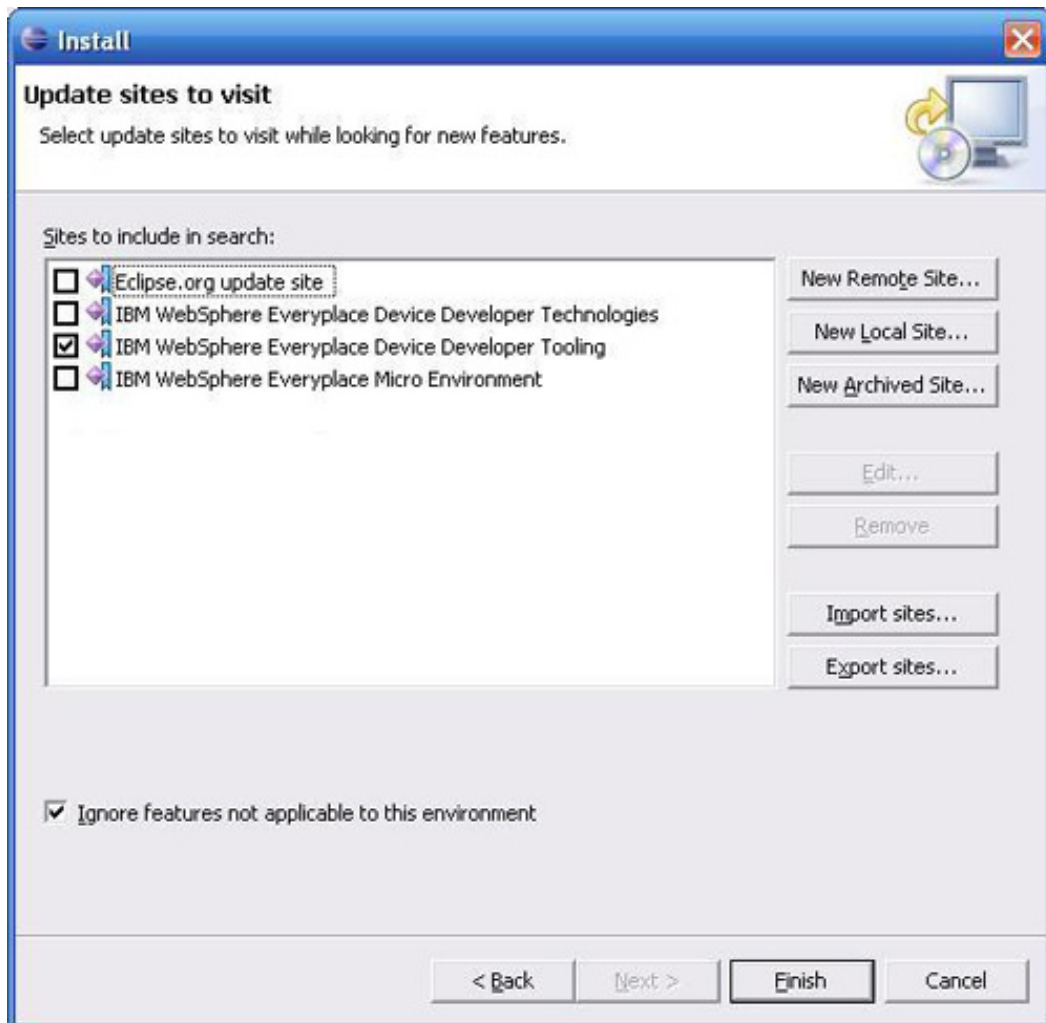 Install
Update sites to visit
Select update sites to visit while looking for new features.
Sites to include in search:
Eclipse.org update site
IBM WebSphere Everyplace Device Developer Technologies
IBM WebSphere Everyplace Device Developer Tooling
IBM WebSphere Everyplace Micro Environment
New Remote Site...
New Local Site...
New Archived Site...
Edit...
Remove
Import sites...
Export sites...
Ignore features not applicable to this environment
< Back
Next >
Finish
Cancel